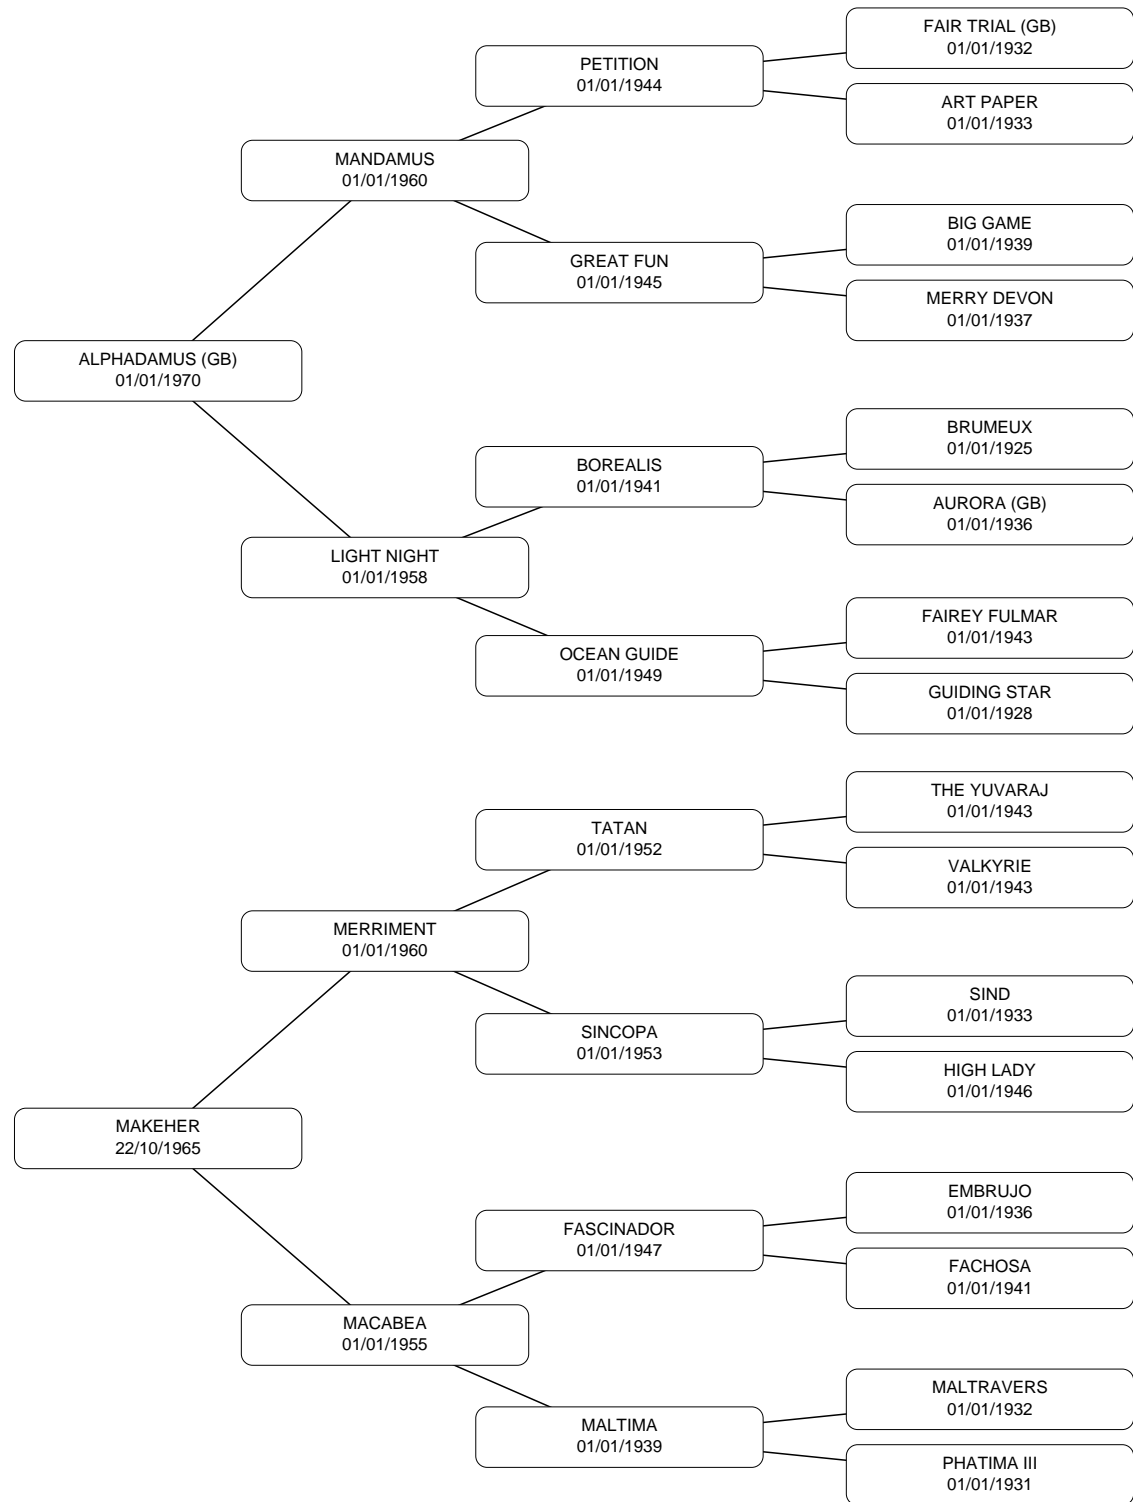 FAIR TRIAL (GB)
01/01/1932
PETITION
01/01/1944
ART PAPER
01/01/1933
MANDAMUS
01/01/1960
BIG GAME
01/01/1939
GREAT FUN
01/01/1945
MERRY DEVON
01/01/1937
ALPHADAMUS (GB)
01/01/1970
BRUMEUX
01/01/1925
BOREALIS
01/01/1941
AURORA (GB)
01/01/1936
LIGHT NIGHT
01/01/1958
FAIREY FULMAR
01/01/1943
OCEAN GUIDE
01/01/1949
GUIDING STAR
01/01/1928
THE YUVARAJ
01/01/1943
TATAN
01/01/1952
VALKYRIE
01/01/1943
MERRIMENT
01/01/1960
SIND
01/01/1933
SINCOPA
01/01/1953
HIGH LADY
01/01/1946
MAKEHER
22/10/1965
EMBRUJO
01/01/1936
FASCINADOR
01/01/1947
FACHOSA
01/01/1941
MACABEA
01/01/1955
MALTRAVERS
01/01/1932
MALTIMA
01/01/1939
PHATIMA III
01/01/1931